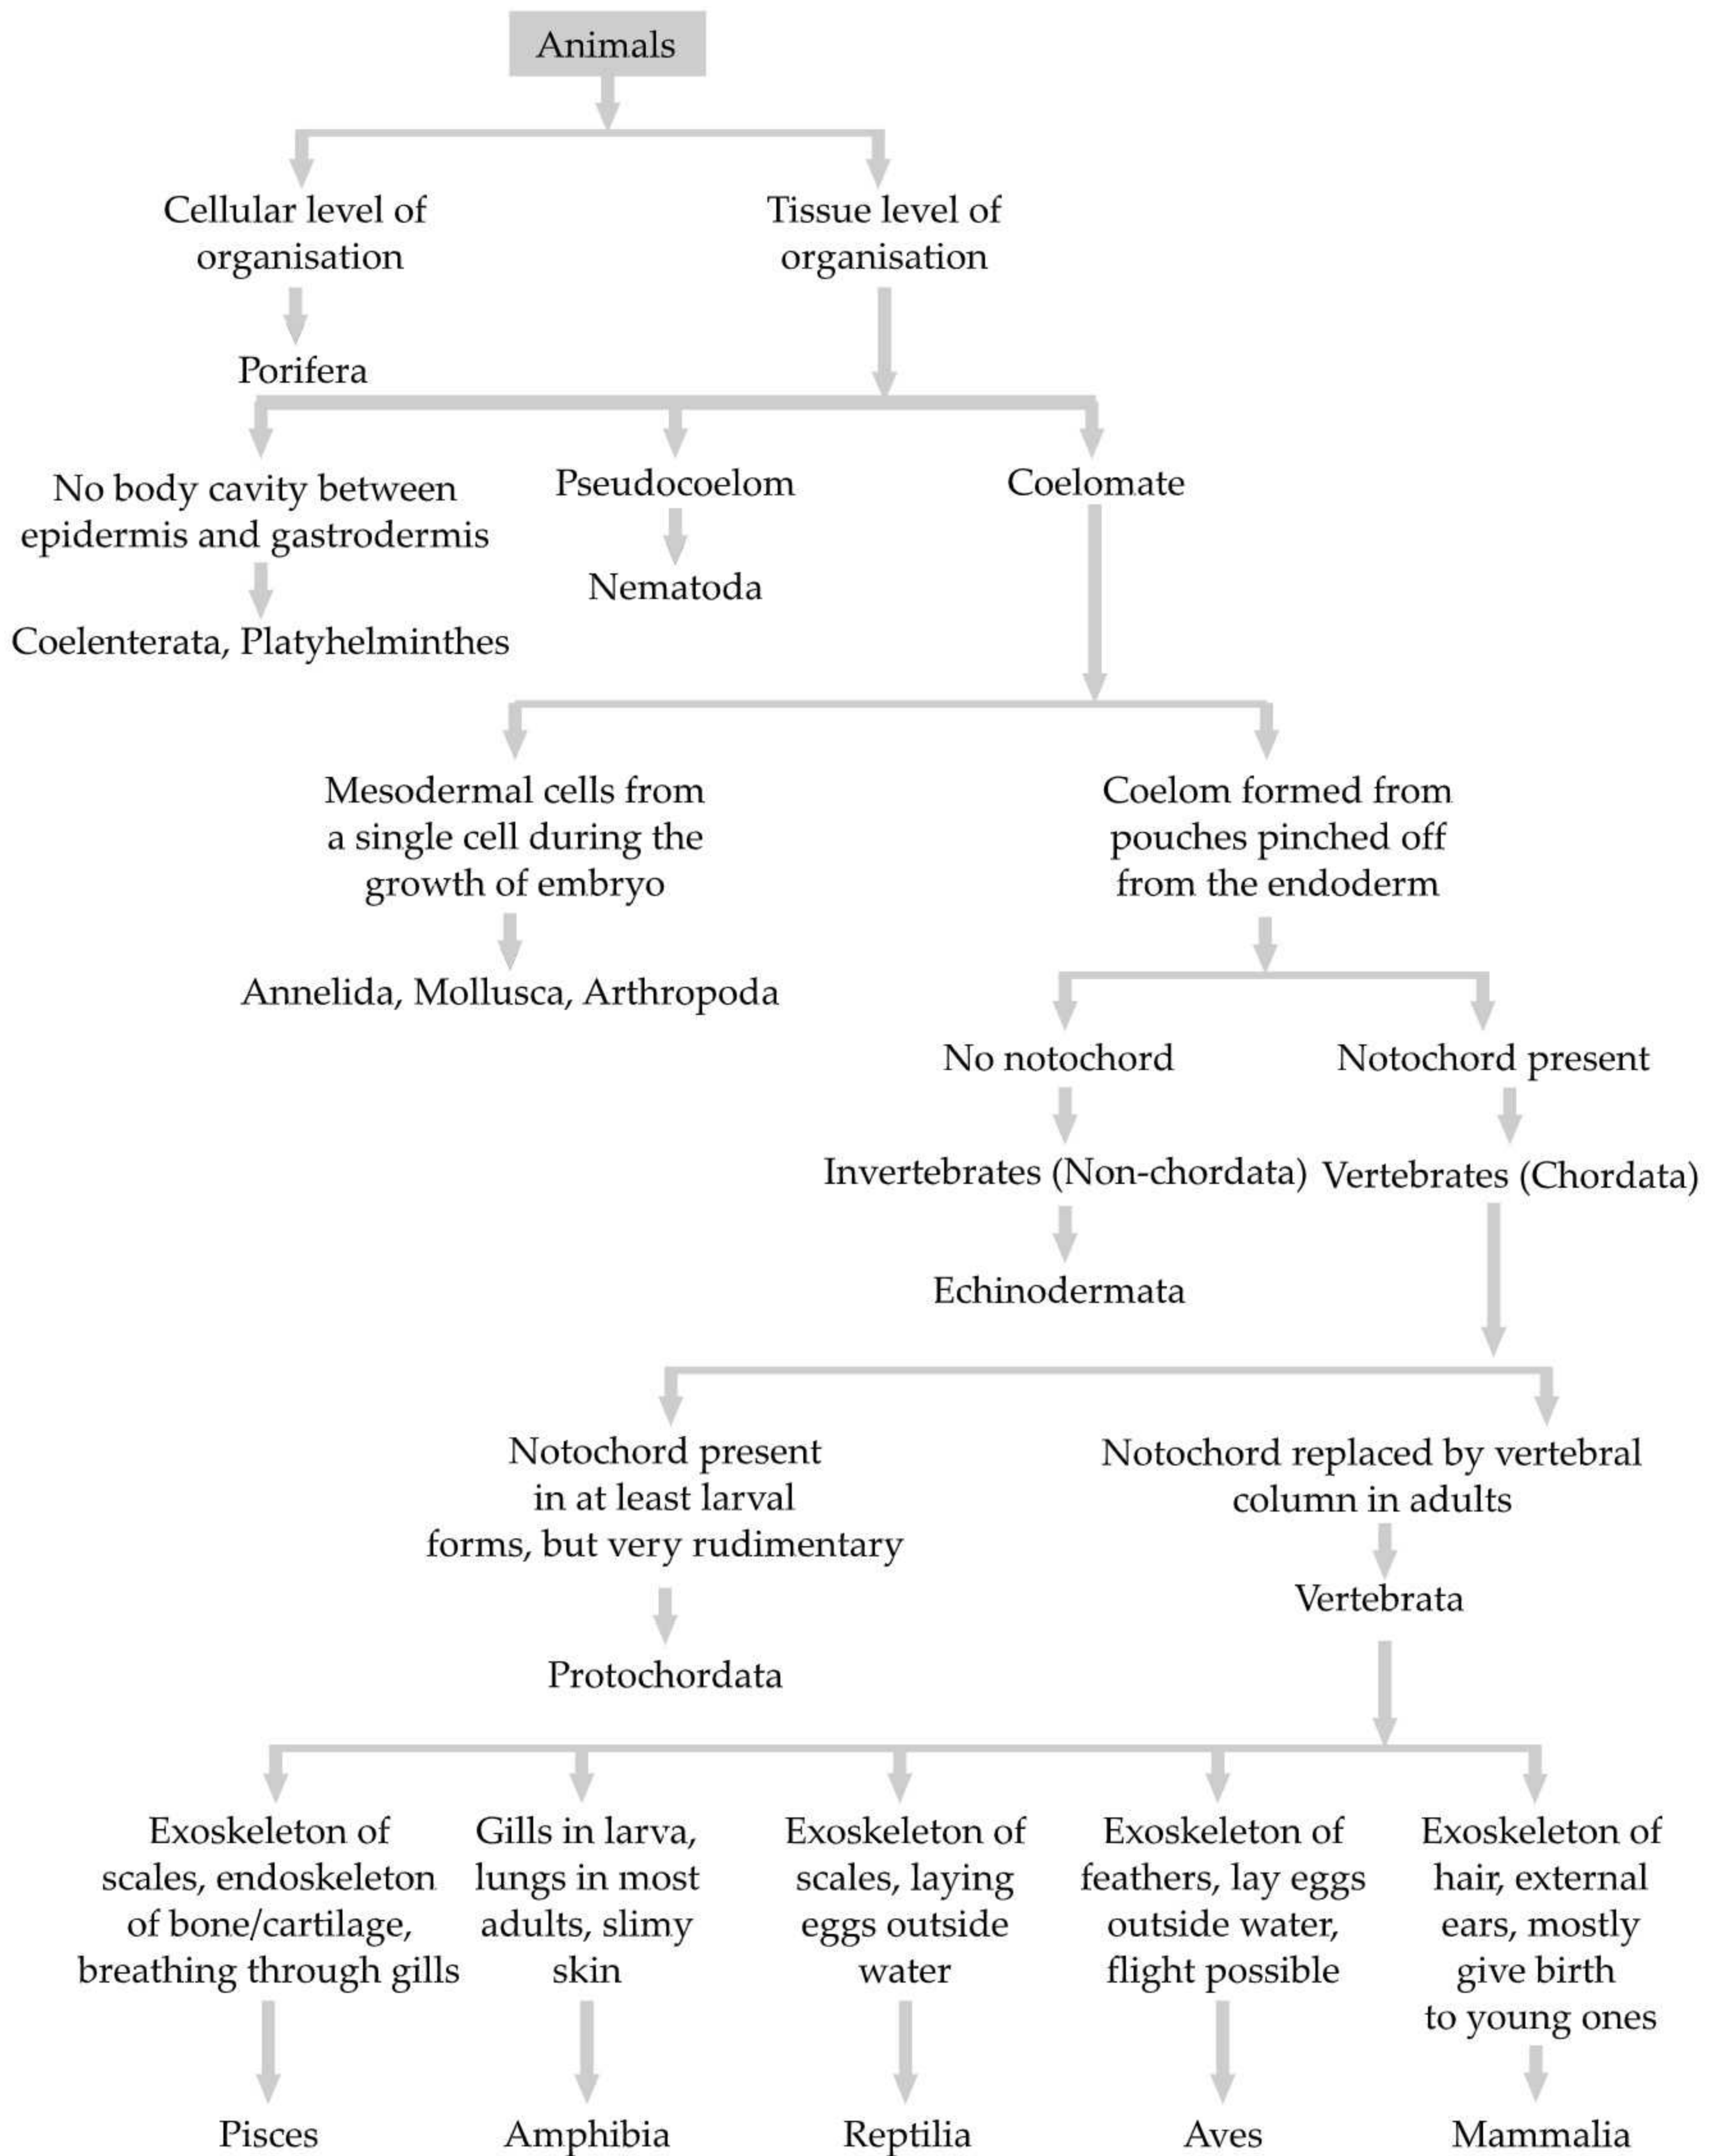 Animals
Cellular level of
organisation
Tissue level of
organisation
Porifera
No body cavity between
epidermis and gastrodermis
Pseudocoelom
Coelomate
Nematoda
Coelenterata, Platyhelminthes
Mesodermal cells from
a single cell during the
growth of embryo
Coelom formed from
pouches pinched off
from the endoderm
Annelida, Mollusca, Arthropoda
No notochord
Notochord present
Invertebrates (Non-chordata)
Vertebrates (Chordata)
Echinodermata
Notochord present
in at least larval
forms, but very rudimentary
Notochord replaced by vertebral
column in adults
Vertebrata
Protochordata
Exoskeleton of
scales, endoskeleton
of bone/cartilage,
breathing through gills
Gills in larva,
lungs in most
adults, slimy
skin
Exoskeleton of
scales, laying
eggs outside
water
Exoskeleton of
feathers, lay eggs
outside water,
flight possible
Exoskeleton of
hair, external
ears, mostly
give birth
to young ones
Pisces
Amphibia
Reptilia
Aves
Mammalia